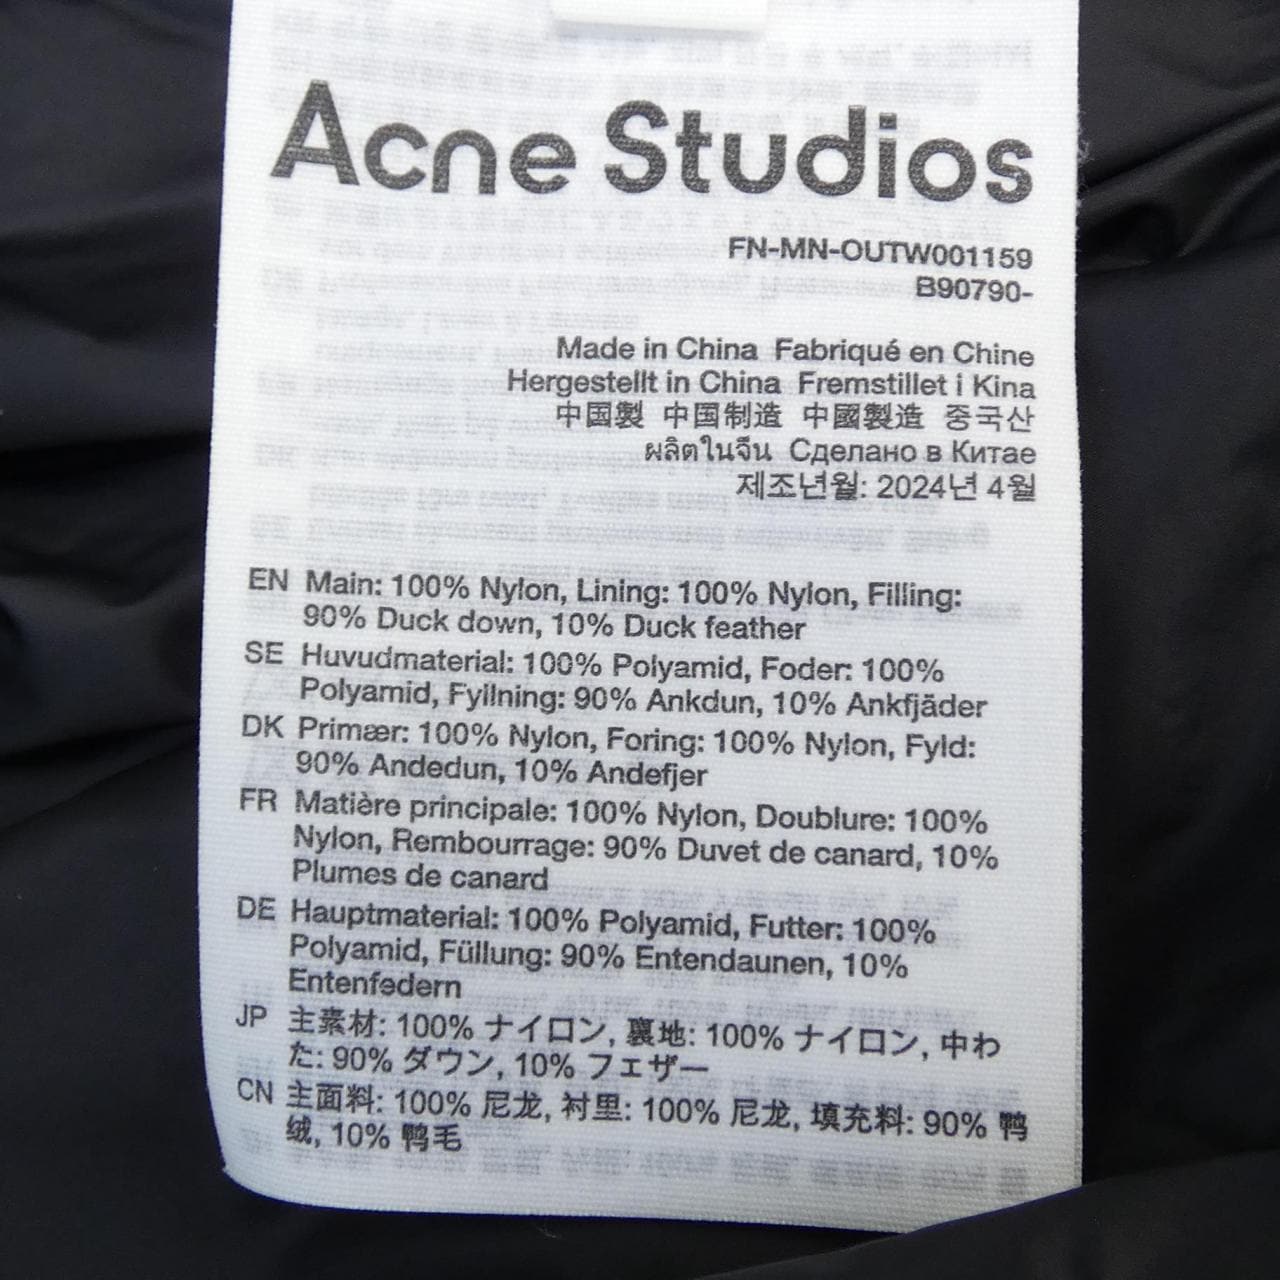 Acne Studios
FN-MN-OUTW001159
B90790-
Made in China Fabriqué en Chine
Hergestellt in China Fremstillet i Kina
中国製 中国制造 中國製造 중국산
ผลิตในจีน Сделано в Китае
제조년월: 2024년 4월
EN Main: 100% Nylon, Lining: 100% Nylon, Filling:
90% Duck down, 10% Duck feather
SE Huvudmaterial: 100% Polyamid, Foder: 100%
Polyamid, Fyllning: 90% Ankdun, 10% Ankfjäder
DK Primær: 100% Nylon, Foring: 100% Nylon, Fyld:
90% Andedun, 10% Andefjer
FR Matière principale: 100% Nylon, Doublure: 100%
Nylon, Rembourrage: 90% Duvet de canard, 10%
Plumes de canard
DE Hauptmaterial: 100% Polyamid, Futter: 100%
Polyamid, Füllung: 90% Entendaunen, 10%
Entenfedern
JP 主素材: 100% ナイロン, 裏地: 100% ナイロン, 中わ
た: 90% ダウン, 10% フェザー
CN 主面料: 100% 尼龙, 衬里: 100% 尼龙, 填充料: 90% 鸭
绒, 10% 鸭毛